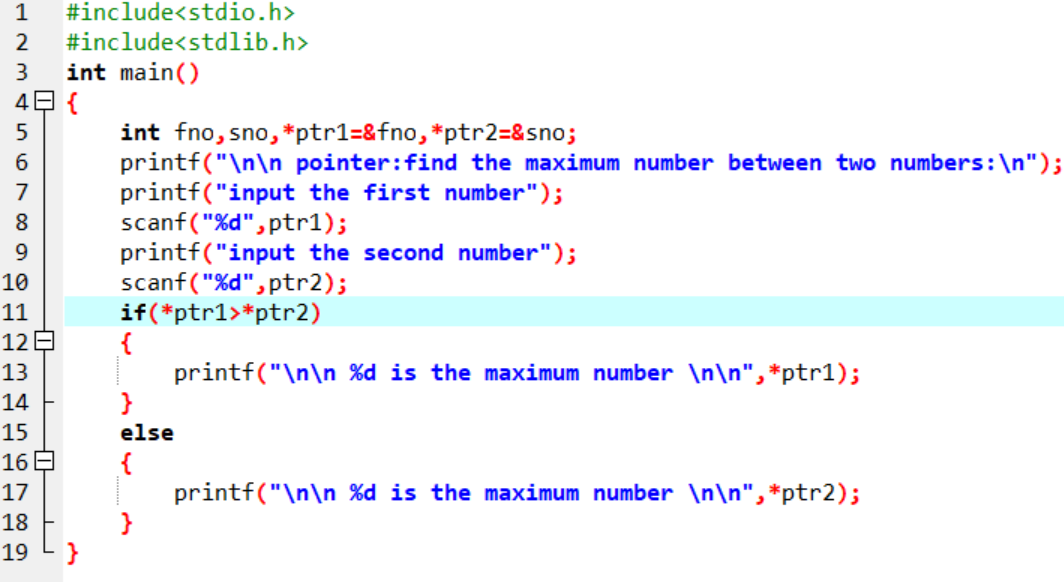 1 #include<stdio.h>
2 #include<stdlib.h>
3 int main()
4 {
5 int fno,sno,*ptr1=&fno,*ptr2=&sno;
6 printf("\n\n pointer:find the maximum number between two numbers:\n");
7 printf("input the first number");
8 scanf("%d",ptr1);
9 printf("input the second number");
10 scanf("%d",ptr2);
11 if(*ptr1>*ptr2)
12 {
13 printf("\n\n %d is the maximum number \n\n",*ptr1);
14 }
15 else
16 {
17 printf("\n\n %d is the maximum number \n\n",*ptr2);
18 }
19 }